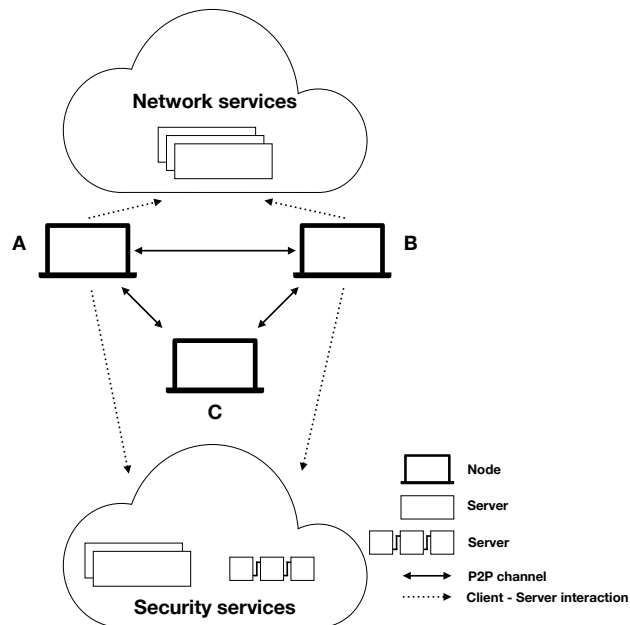 Network services
A
B
C
Node
Server
Server
P2P channel
Client - Server interaction
Security services